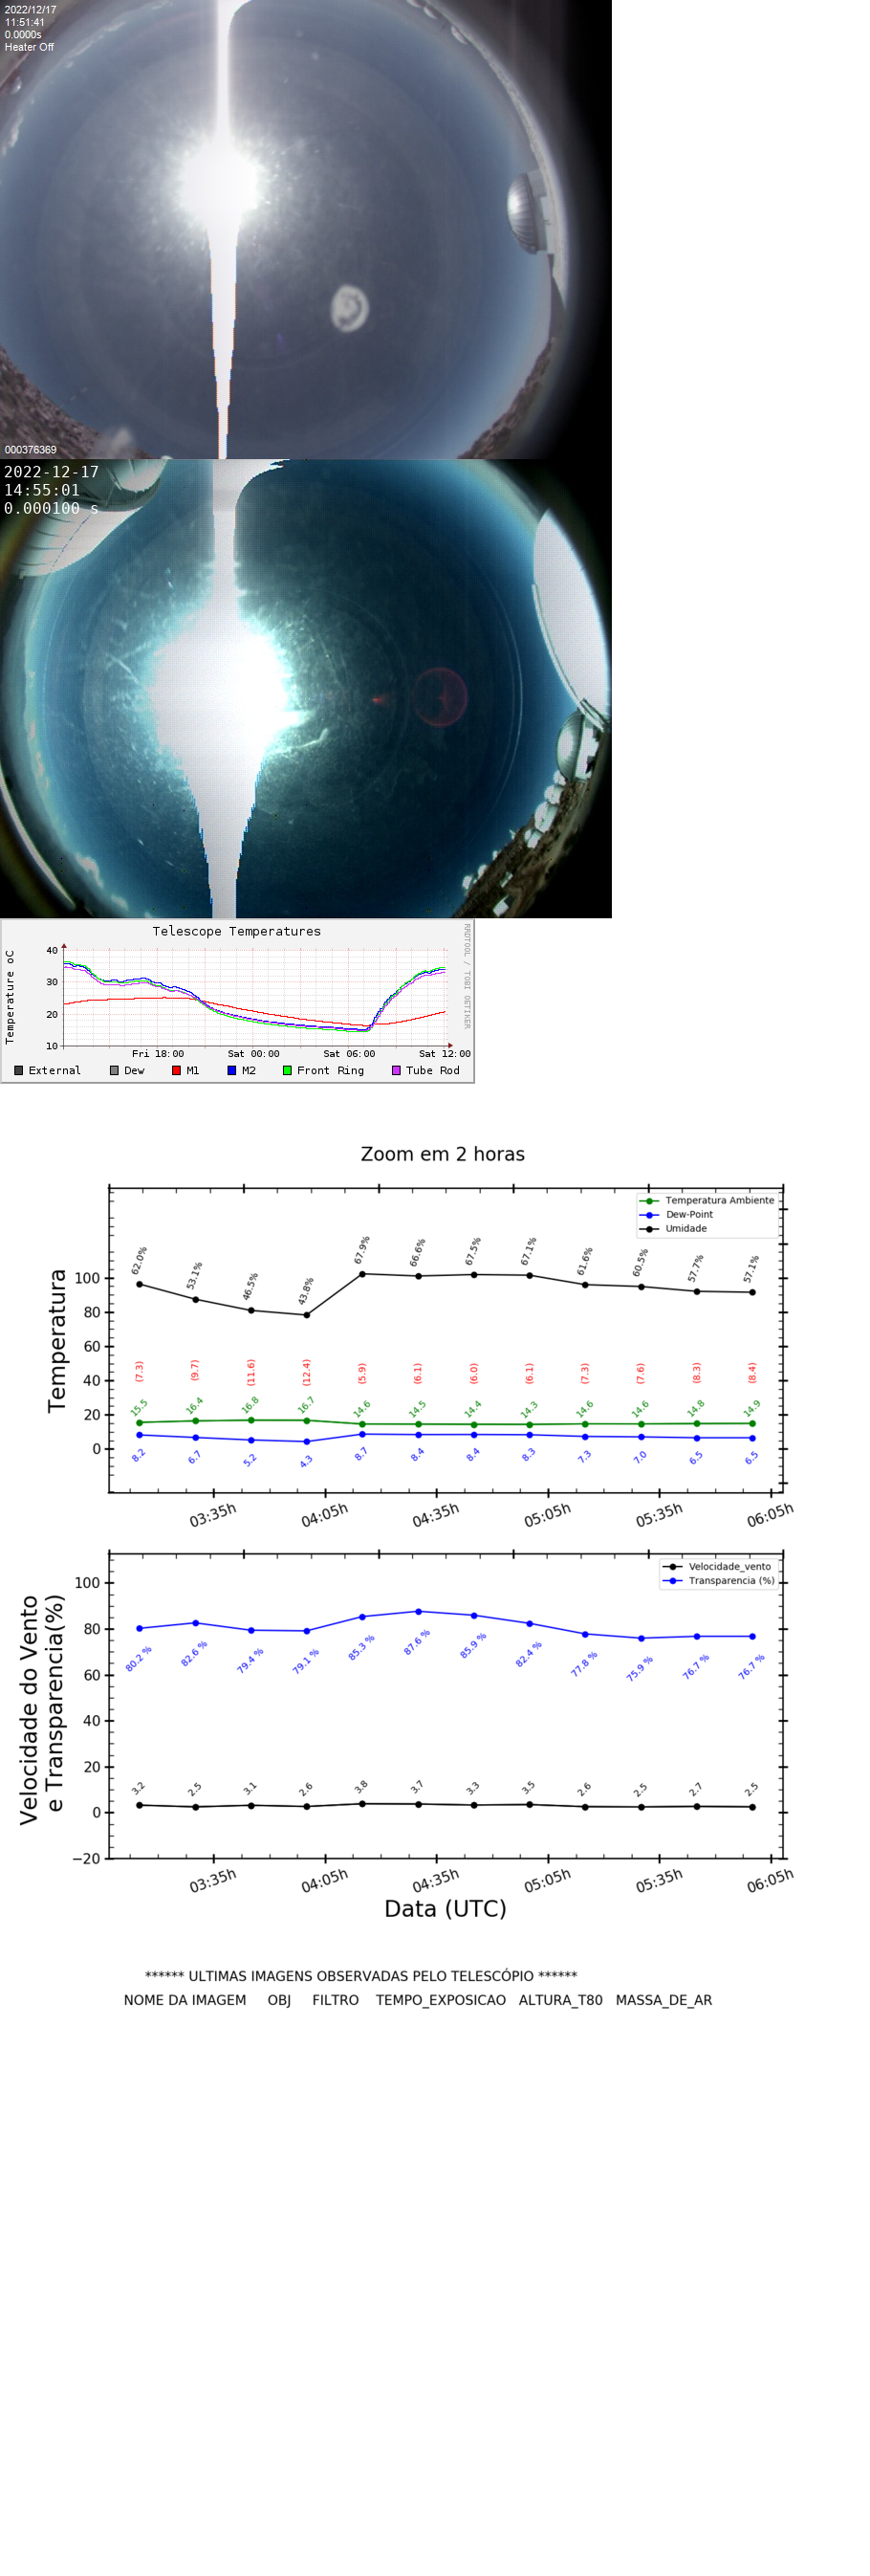 2022/12/17
11:51:41
0.0000s
Heater Off
000376369
2022-12-17
14:55:01
0.000100 s
Telescope Temperatures
RRDTOOL / TOBI OETIKER
Temperature oC
40
30
20
10
Fri 18:00 Sat 00:00 Sat 06:00 Sat 12:00
External Dew M1 M2 Front Ring Tube Rod
Zoom em 2 horas
Temperatura Ambiente
Dew-Point
Umidade
Temperatura
100
80
60
40
20
0
62.0% 53.1% 46.5% 43.8% 67.9% 66.6% 67.5% 67.1% 61.6% 60.5% 57.7% 57.1%
(7.3) (9.7) (11.6) (12.4) (5.9) (6.1) (6.0) (6.1) (7.3) (7.6) (8.3) (8.4)
15.5 16.4 16.8 16.7 14.6 14.5 14.4 14.3 14.6 14.6 14.8 14.9
8.2 6.7 5.2 4.3 8.7 8.4 8.4 8.3 7.3 7.0 6.5 6.5
03:35h 04:05h 04:35h 05:05h 05:35h 06:05h
Velocidade_vento
Transparencia (%)
Velocidade do Vento
e Transparencia(%)
100
80
60
40
20
0
−20
80.2 % 82.6 % 79.4 % 79.1 % 85.3 % 87.6 % 85.9 % 82.4 % 77.8 % 75.9 % 76.7 % 76.7 %
3.2 2.5 3.1 2.6 3.8 3.7 3.3 3.5 2.6 2.5 2.7 2.5
03:35h 04:05h 04:35h 05:05h 05:35h 06:05h
Data (UTC)
****** ULTIMAS IMAGENS OBSERVADAS PELO TELESCÓPIO ******
NOME DA IMAGEM OBJ FILTRO TEMPO_EXPOSICAO ALTURA_T80 MASSA_DE_AR